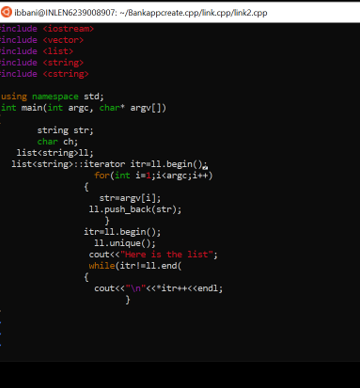 ibbani@INLEN6239008907: ~/Bankappcreate.cpp/link.cpp/link2.cpp
#include <iostream>
#include <vector>
#include <list>
#include <string>
#include <cstring>
using namespace std;
int main(int argc, char* argv[])
string str;
char ch;
list<string>ll;
list<string>::iterator itr=ll.begin();
for(int i=1;i<argc;i++)
{
str=argv[i];
ll.push_back(str);
}
itr=ll.begin();
ll.unique();
cout<<"Here is the list";
while(itr!=ll.end(
{
cout<<"\n"<<*itr++<<endl;
}
~
~
~
~